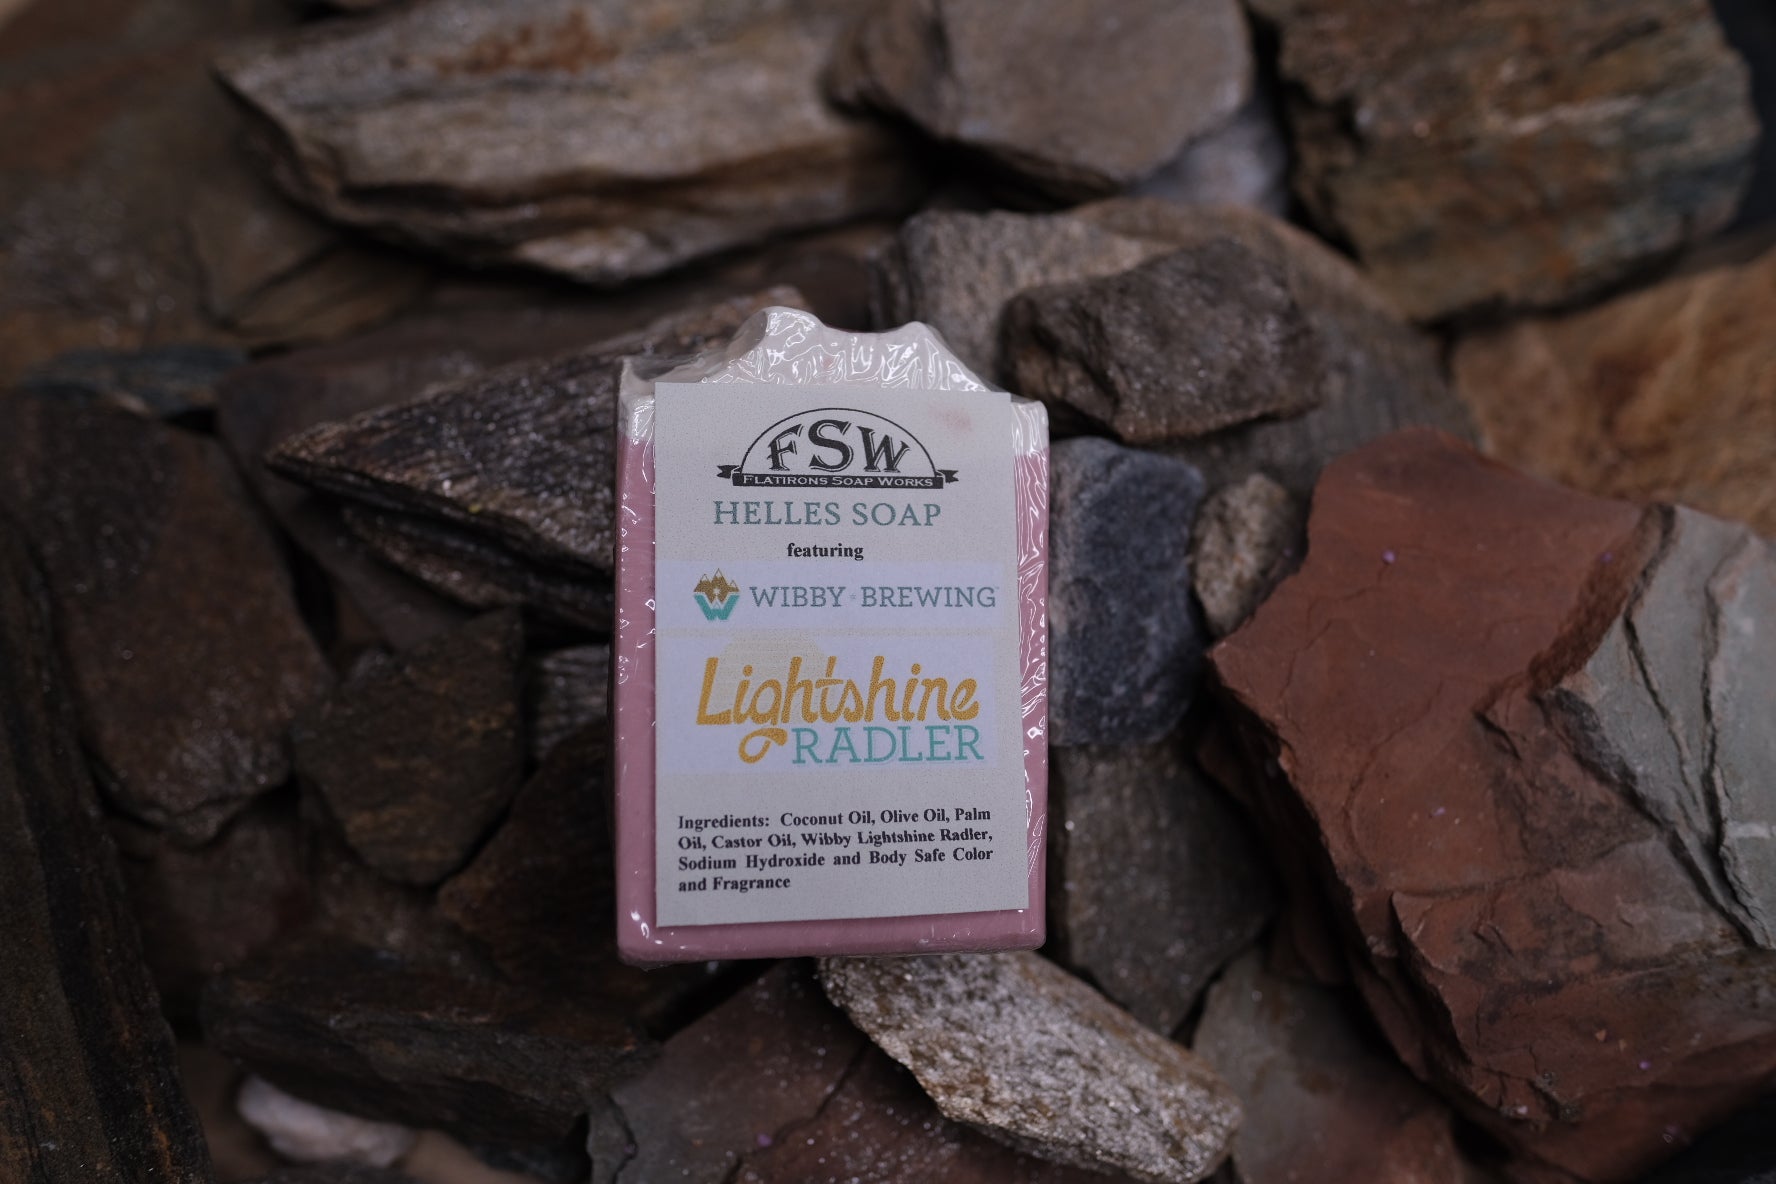 FSW
FLATIRONS SOAP WORKS
HELLES SOAP
featuring
WIBBY BREWING
Lightshine
RADLER
Ingredients: Coconut Oil, Olive Oil, Palm
Oil, Castor Oil, Wibby Lightshine Radler,
Sodium Hydroxide and Body Safe Color
and Fragrance